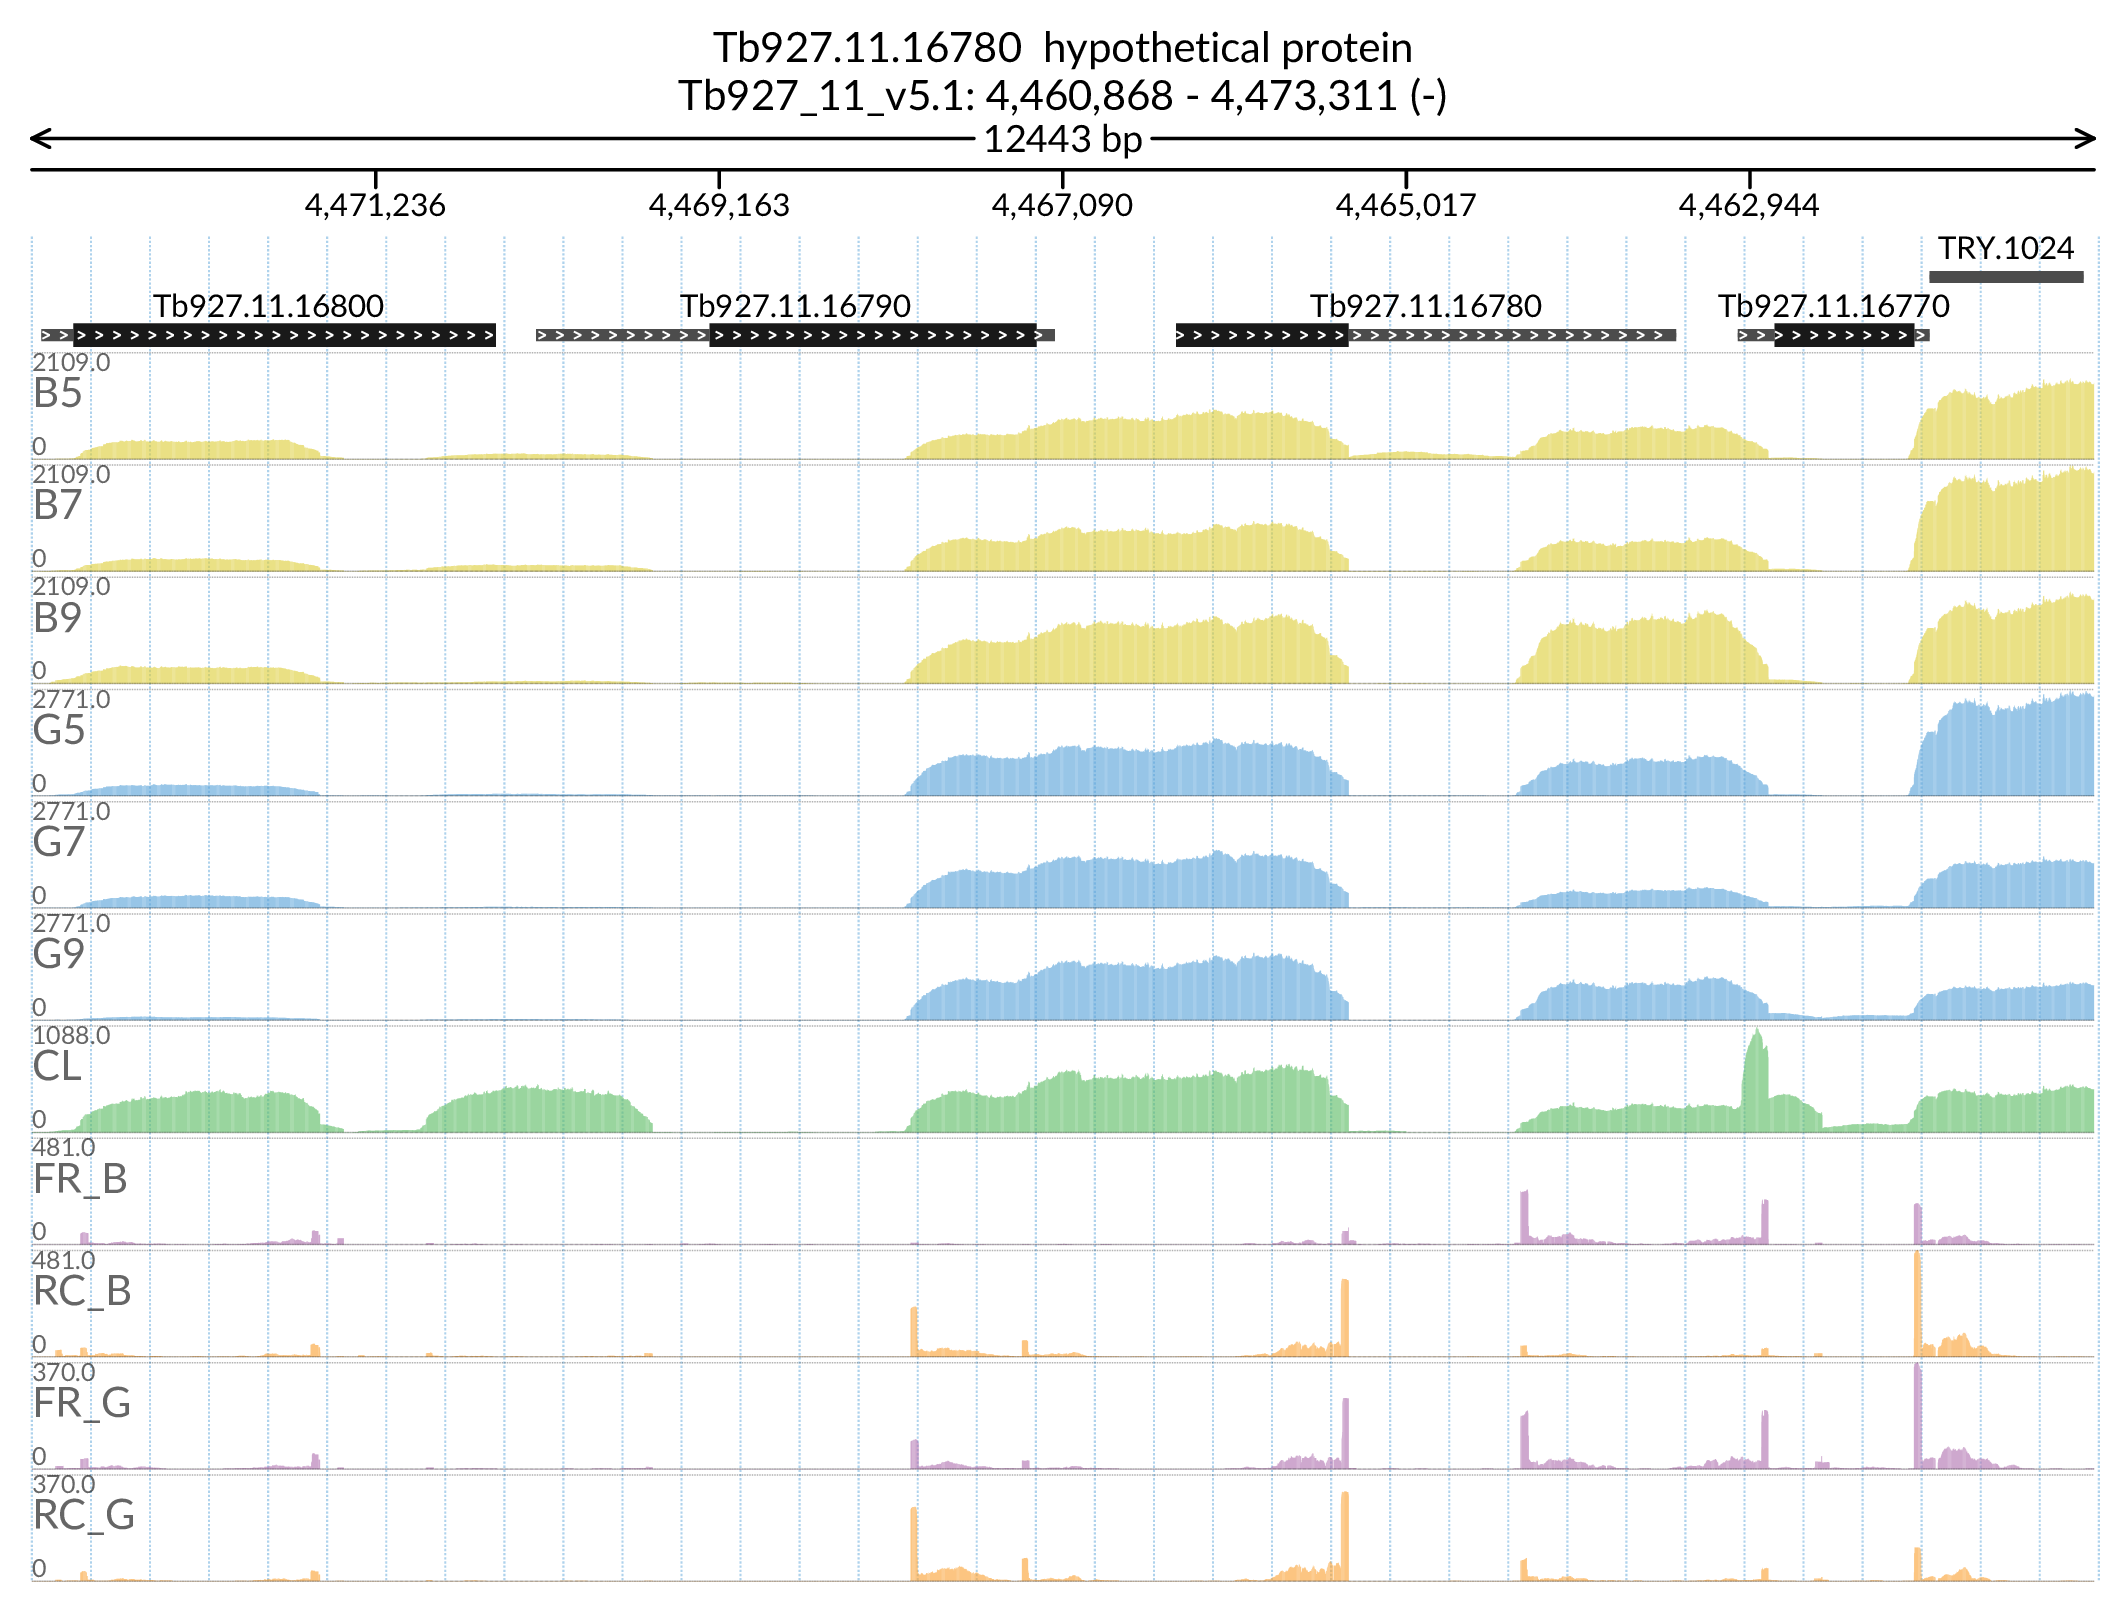 Tb927.11.16780  hypothetical protein
Tb927_11_v5.1: 4,460,868 - 4,473,311 (-)
12443 bp
4,471,236 4,469,163 4,467,090 4,465,017 4,462,944
TRY.1024
Tb927.11.16800 Tb927.11.16790 Tb927.11.16780 Tb927.11.16770
2109.0
B5
0
2109.0
B7
0
2109.0
B9
0
2771.0
G5
0
2771.0
G7
0
2771.0
G9
0
1088.0
CL
0
481.0
FR_B
0
481.0
RC_B
0
370.0
FR_G
0
370.0
RC_G
0